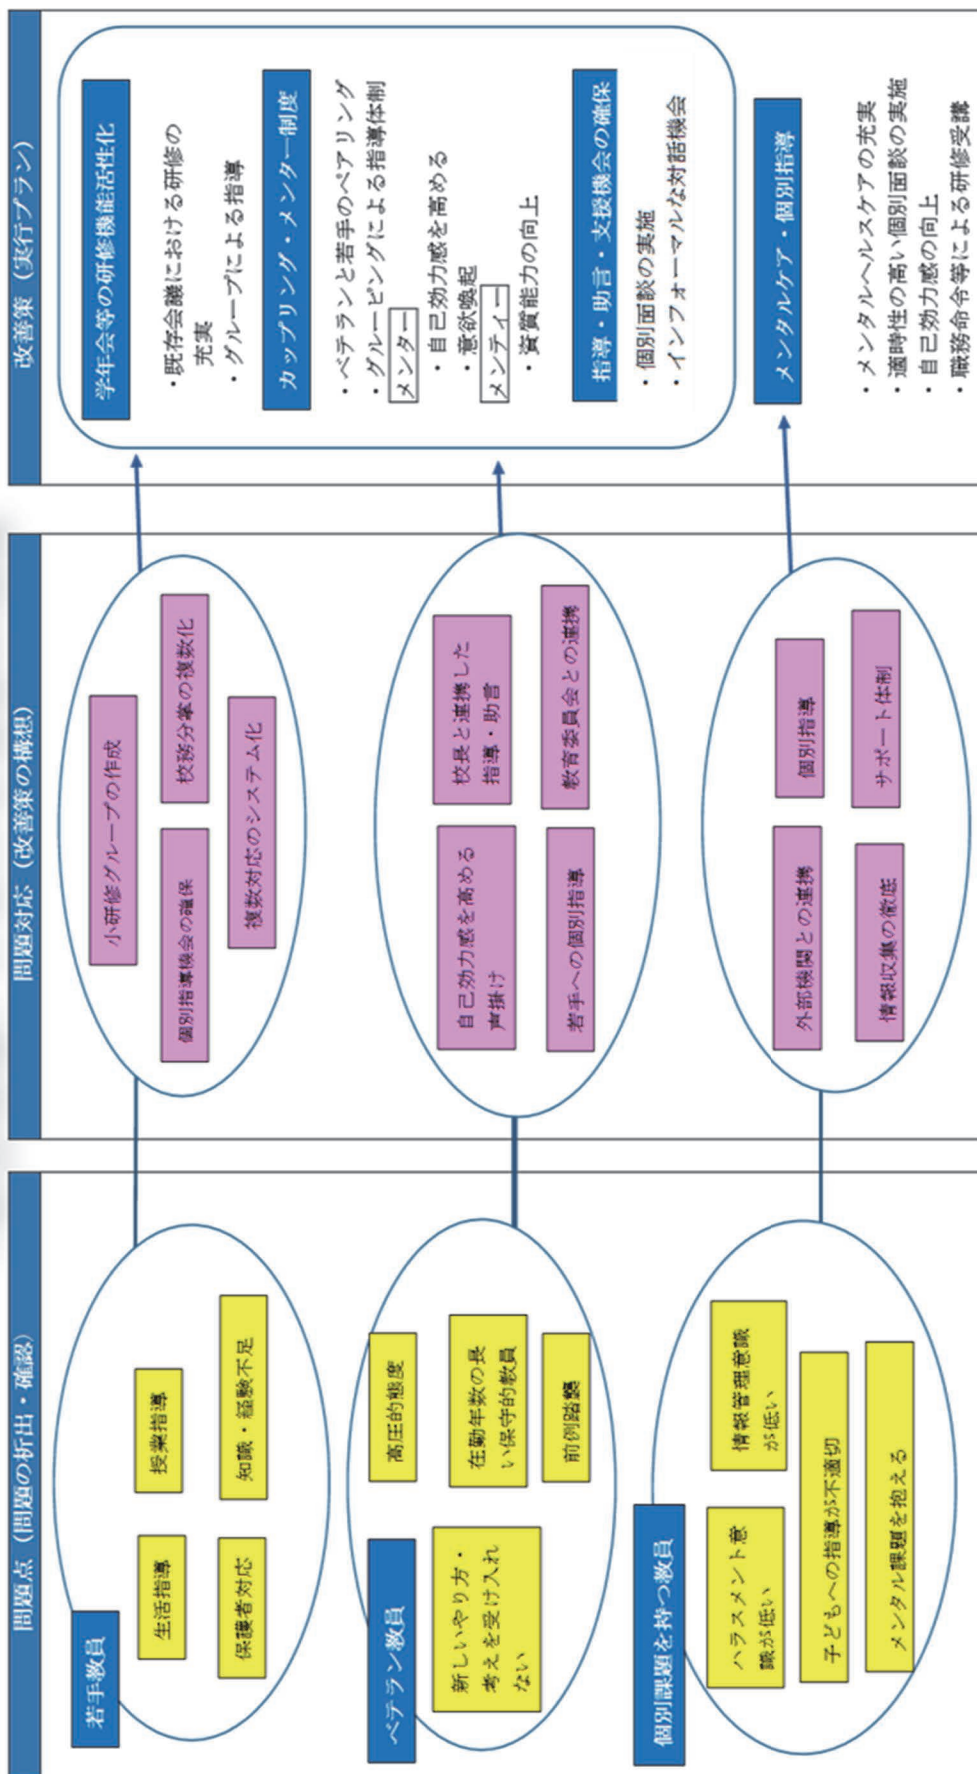 問題点（問題の析出・確認）
若手教員
生活指導
授業指導
保護者対応
知識・経験不足
ベテラン教員
高圧的態度
新しいやり方・
考えを受け入れ
ない
在勤年数の長
い保守的教員
前例踏襲
個別課題を持つ教員
ハラスメント意
識が低い
情報管理意識
が低い
子どもへの指導が不適切
メンタル課題を抱える
問題対応（改善策の構想）
小研修グループの作成
個別指導機会の確保
校務分掌の複数化
複数対応のシステム化
自己効力感を高める
声掛け
校長と連携した
指導・助言
若手への個別指導
教育委員会との連携
外部機関との連携
個別指導
情報収集の徹底
サポート体制
改善策（実行プラン）
学年会等の研修機能活性化
・既存会議における研修の
充実
・グループによる指導
カップリング・メンター制度
・ベテランと若手のペアリング
・グルーピングによる指導体制
メンター
・自己効力感を高める
・意欲喚起
メンティー
・資質能力の向上
指導・助言・支援機会の確保
・個別面談の実施
・インフォーマルな対話機会
メンタルケア・個別指導
・メンタルヘルスケアの充実
・適時性の高い個別面談の実施
・自己効力感の向上
・職務命令等による研修受講